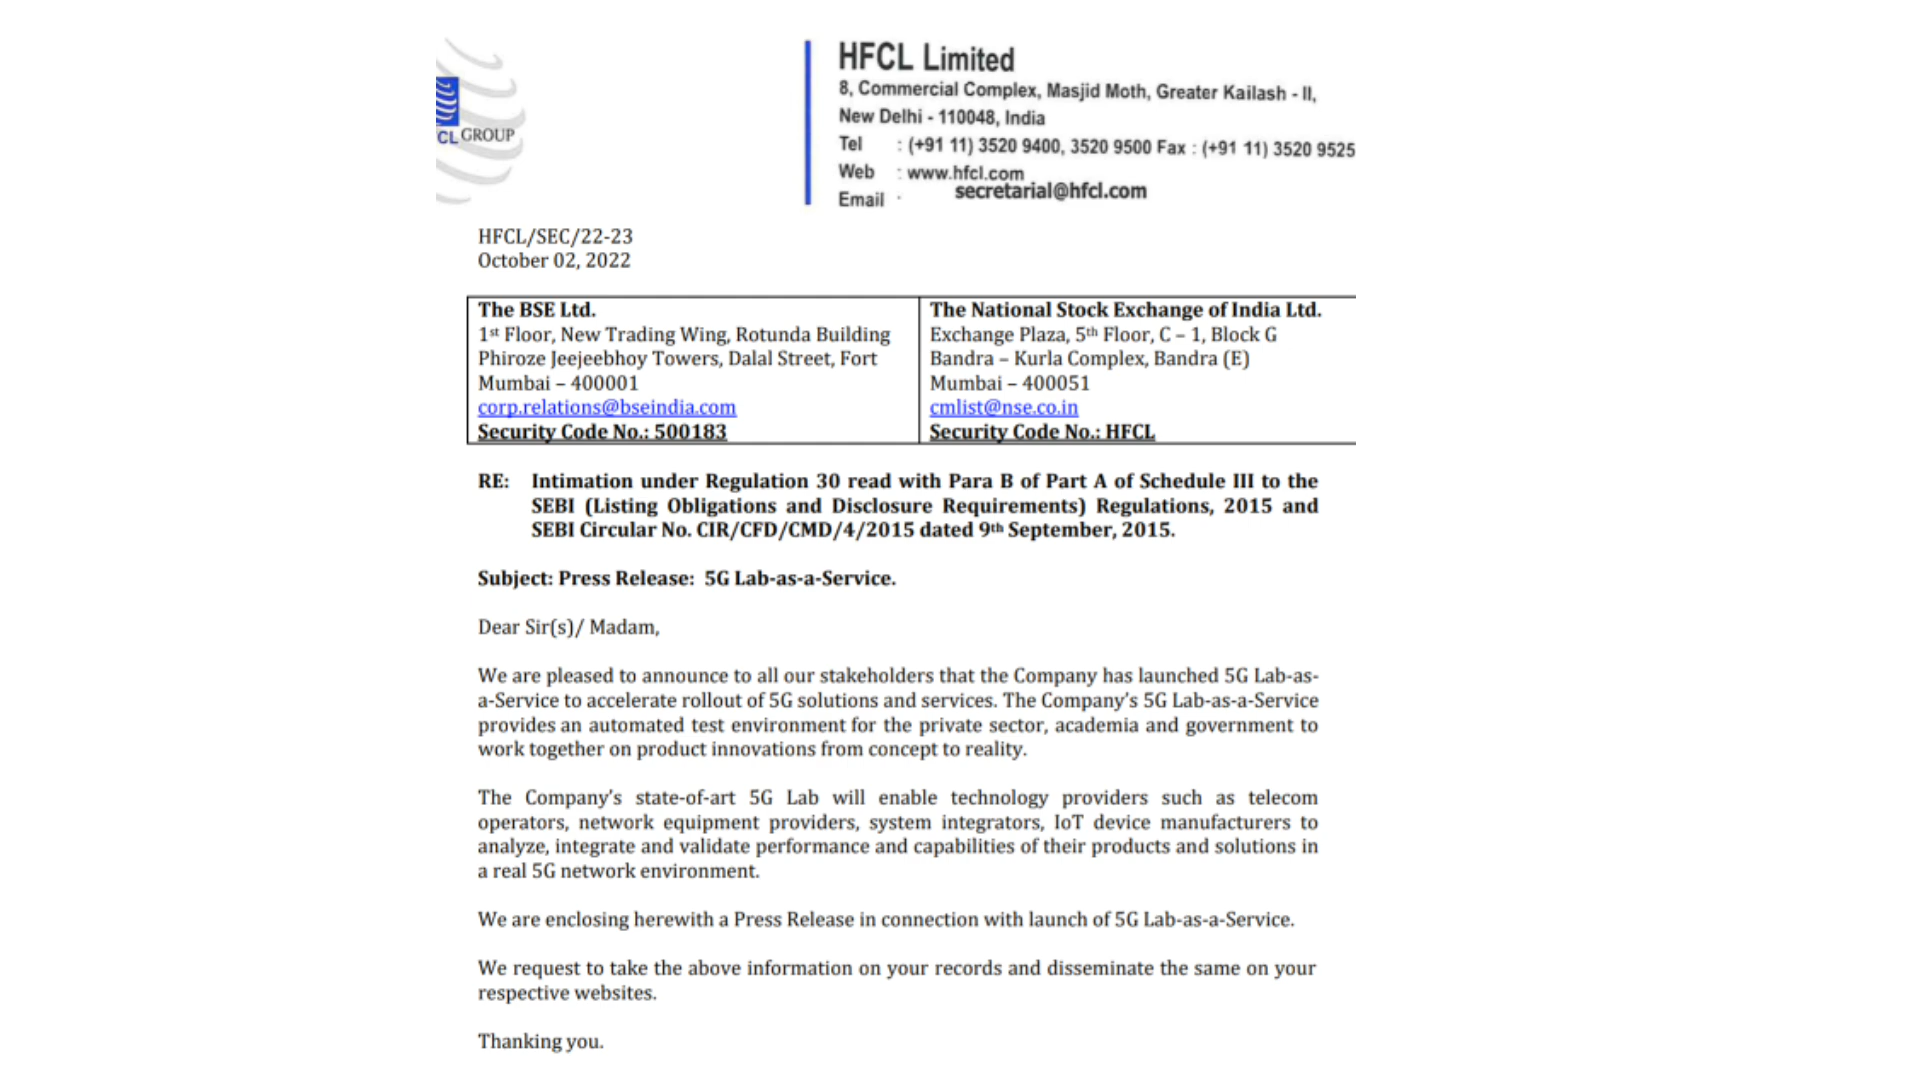 CL GROUP
HFCL Limited
8, Commercial Complex, Masjid Moth, Greater Kailash - II,
New Delhi - 110048, India
Tel : (+91 11) 3520 9400, 3520 9500 Fax : (+91 11) 3520 9525
Web : www.hfcl.com
Email : secretarial@hfcl.com
HFCL/SEC/22-23
October 02, 2022
The BSE Ltd.
1st Floor, New Trading Wing, Rotunda Building
Phiroze Jeejeebhoy Towers, Dalal Street, Fort
Mumbai – 400001
corp.relations@bseindia.com
Security Code No.: 500183
The National Stock Exchange of India Ltd.
Exchange Plaza, 5th Floor, C – 1, Block G
Bandra – Kurla Complex, Bandra (E)
Mumbai – 400051
cmlist@nse.co.in
Security Code No.: HFCL
RE: Intimation under Regulation 30 read with Para B of Part A of Schedule III to the
SEBI (Listing Obligations and Disclosure Requirements) Regulations, 2015 and
SEBI Circular No. CIR/CFD/CMD/4/2015 dated 9th September, 2015.
Subject: Press Release: 5G Lab-as-a-Service.
Dear Sir(s)/ Madam,
We are pleased to announce to all our stakeholders that the Company has launched 5G Lab-as-
a-Service to accelerate rollout of 5G solutions and services. The Company's 5G Lab-as-a-Service
provides an automated test environment for the private sector, academia and government to
work together on product innovations from concept to reality.
The Company's state-of-art 5G Lab will enable technology providers such as telecom
operators, network equipment providers, system integrators, IoT device manufacturers to
analyze, integrate and validate performance and capabilities of their products and solutions in
a real 5G network environment.
We are enclosing herewith a Press Release in connection with launch of 5G Lab-as-a-Service.
We request to take the above information on your records and disseminate the same on your
respective websites.
Thanking you.